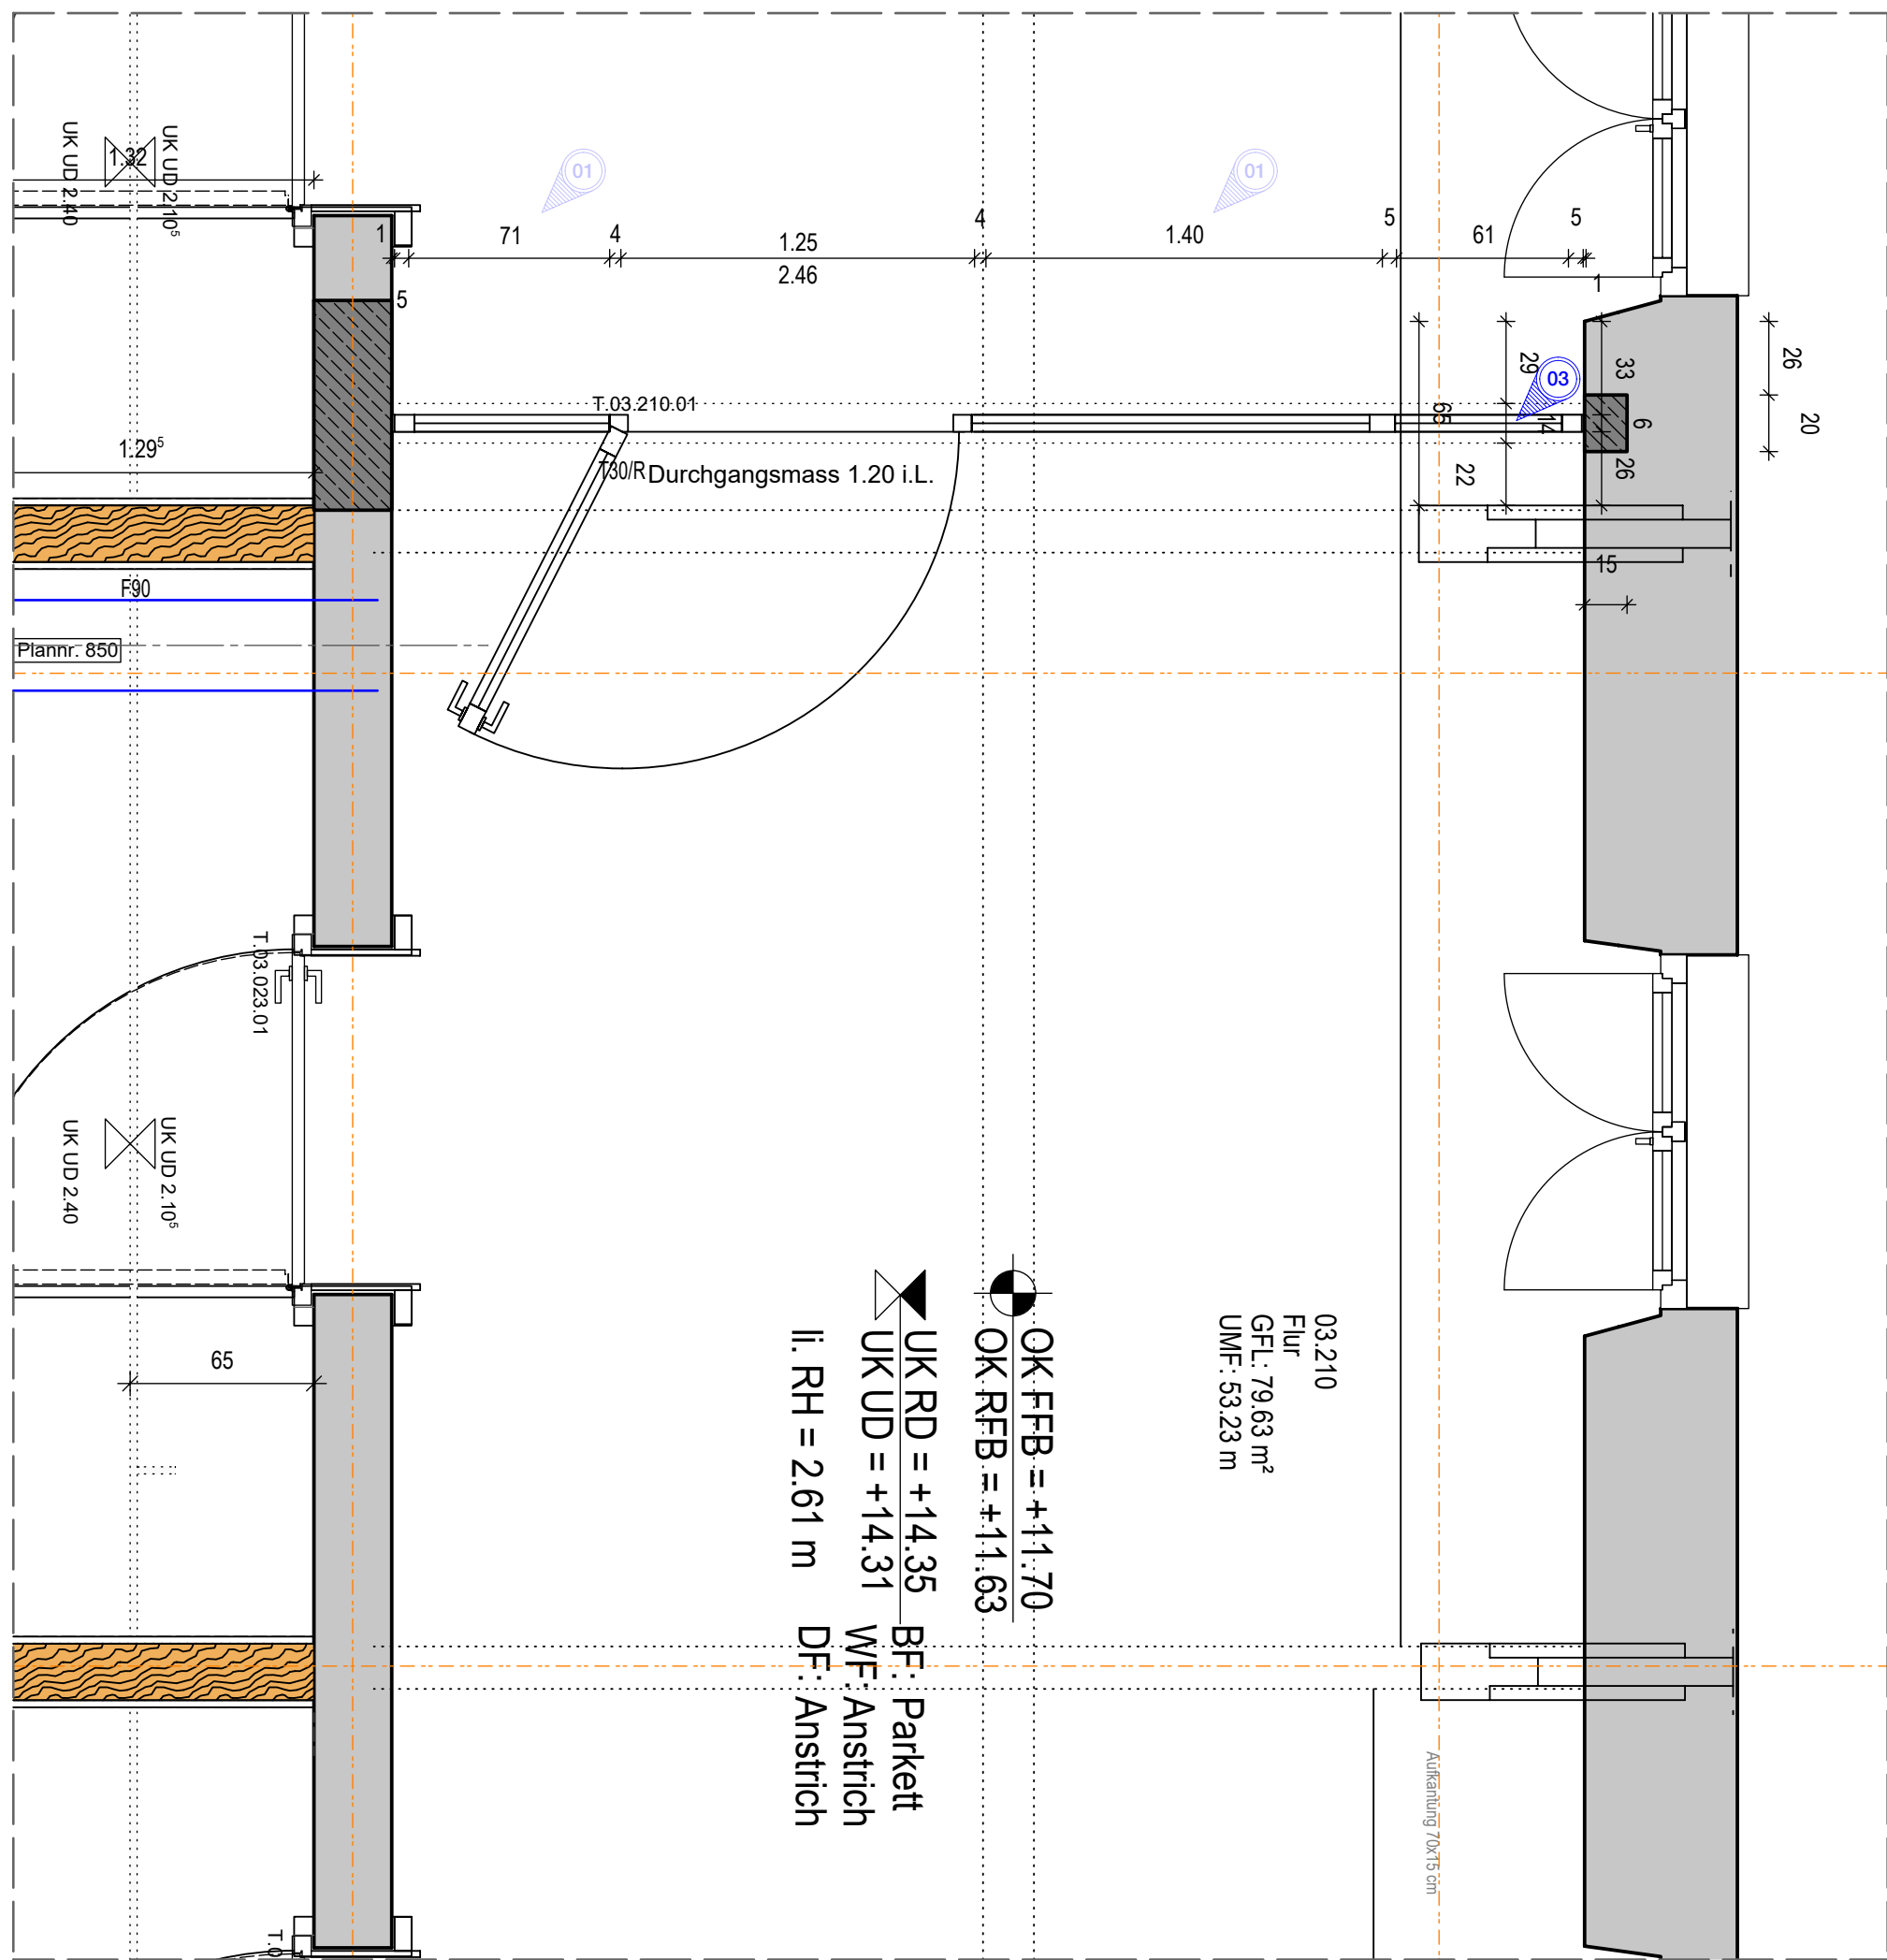 UK UD 2.40
1.32
UK UD 2.10⁵
01
01
1
71
4
1.25
2.46
4
1.40
5
61
5
1
5
33
29
03
26
65
14
6
20
T.03.210.01
T30/R
Durchgangsmass 1.20 i.L.
22
26
15
1.29⁵
F90
Plannr. 850
T.03.023.01
UK UD 2.40
UK UD 2.10⁵
65
03.210
Flur
GFL: 79.63 m²
UMF: 53.23 m
OK FFB = +11.70
OK RFB = +11.63
UK RD = +14.35
UK UD = +14.31
li. RH = 2.61 m
BF: Parkett
WF: Anstrich
DF: Anstrich
Aufkantung 70x15 cm
T.0